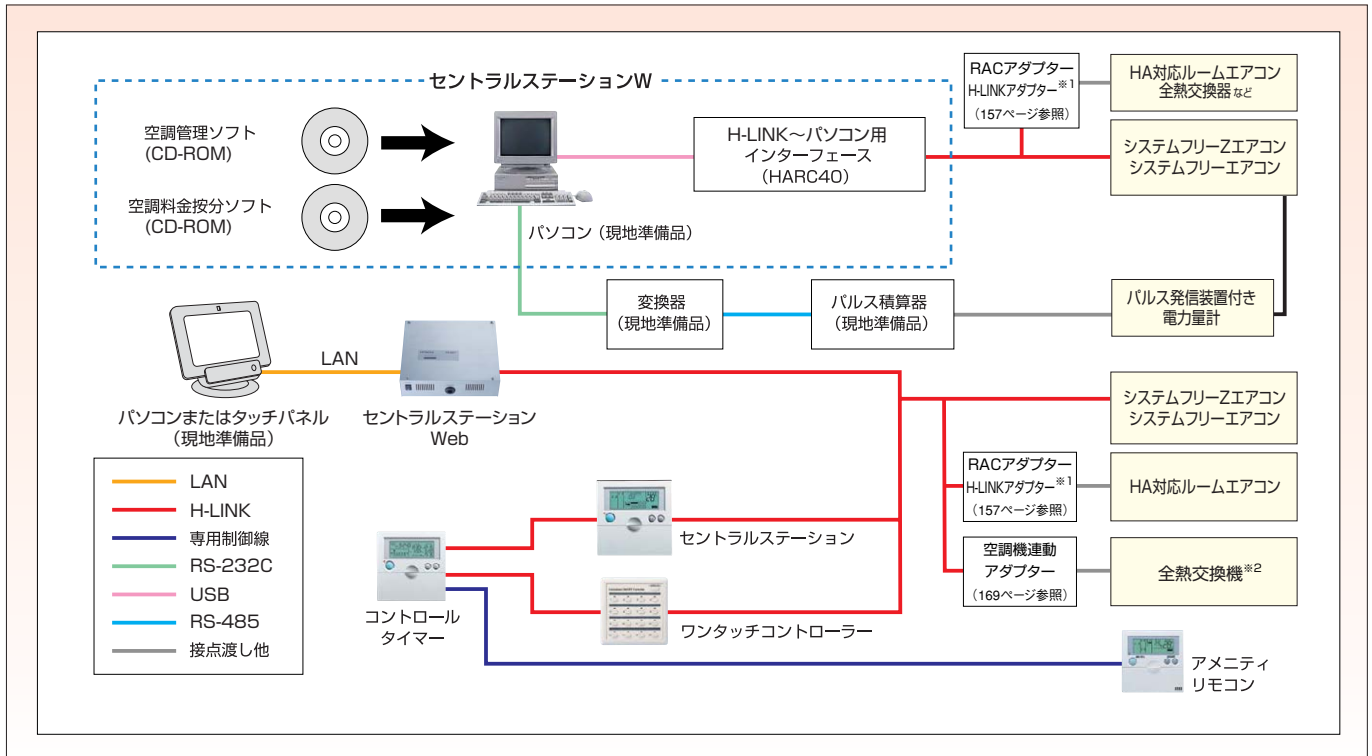 セントラルステーションW
空調管理ソフト
(CD-ROM)
空調料金按分ソフト
(CD-ROM)
パソコン（現地準備品）
H-LINK～パソコン用
インターフェース
(HARC40)
RACアダプター
H-LINKアダプター※1
(157ページ参照)
HA対応ルームエアコン
全熱交換器など
システムフリーZエアコン
システムフリーエアコン
変換器
(現地準備品)
パルス積算器
(現地準備品)
パルス発信装置付き
電力量計
LAN
パソコンまたはタッチパネル
(現地準備品)
セントラルステーション
Web
システムフリーZエアコン
システムフリーエアコン
RACアダプター
H-LINKアダプター※1
(157ページ参照)
HA対応ルームエアコン
空調機連動
アダプター
(169ページ参照)
全熱交換機※2
LAN
H-LINK
専用制御線
RS-232C
USB
RS-485
接点渡し他
コントロール
タイマー
セントラルステーション
ワンタッチコントローラー
アメニティ
リモコン